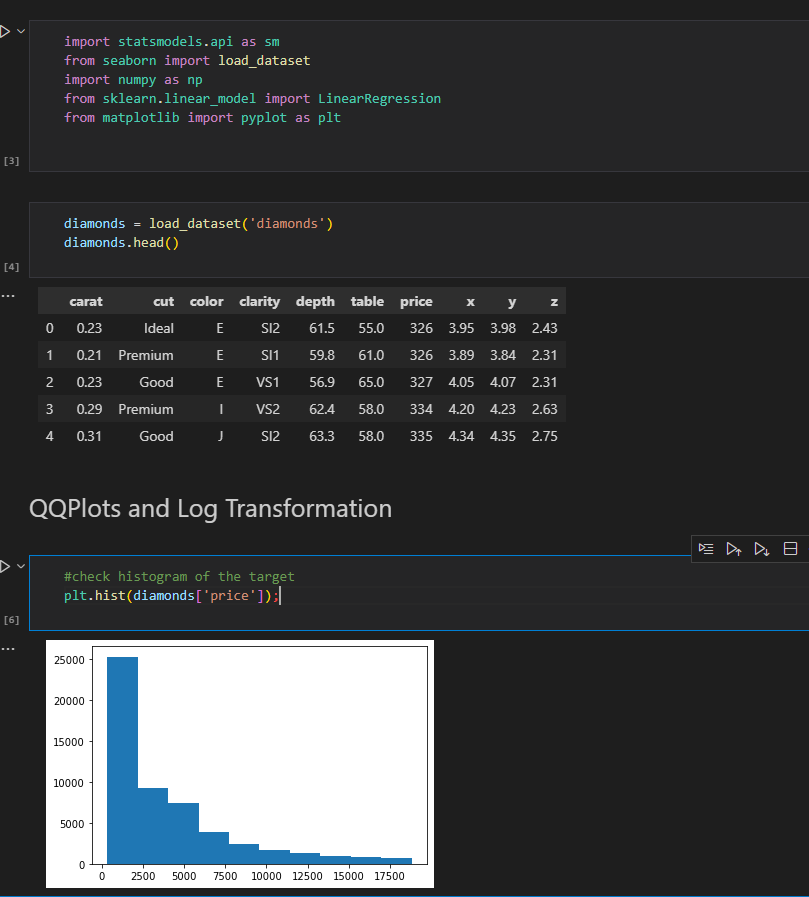 import statsmodels.api as sm
from seaborn import load_dataset
import numpy as np
from sklearn.linear_model import LinearRegression
from matplotlib import pyplot as plt
[3]
diamonds = load_dataset('diamonds')
diamonds.head()
[4]
...
carat cut color clarity depth table price x y z
0 0.23 Ideal E SI2 61.5 55.0 326 3.95 3.98 2.43
1 0.21 Premium E SI1 59.8 61.0 326 3.89 3.84 2.31
2 0.23 Good E VS1 56.9 65.0 327 4.05 4.07 2.31
3 0.29 Premium I VS2 62.4 58.0 334 4.20 4.23 2.63
4 0.31 Good J SI2 63.3 58.0 335 4.34 4.35 2.75
QQPlots and Log Transformation
#check histogram of the target
plt.hist(diamonds['price']);
[6]
...
25000
20000
15000
10000
5000
0
0 2500 5000 7500 10000 12500 15000 17500